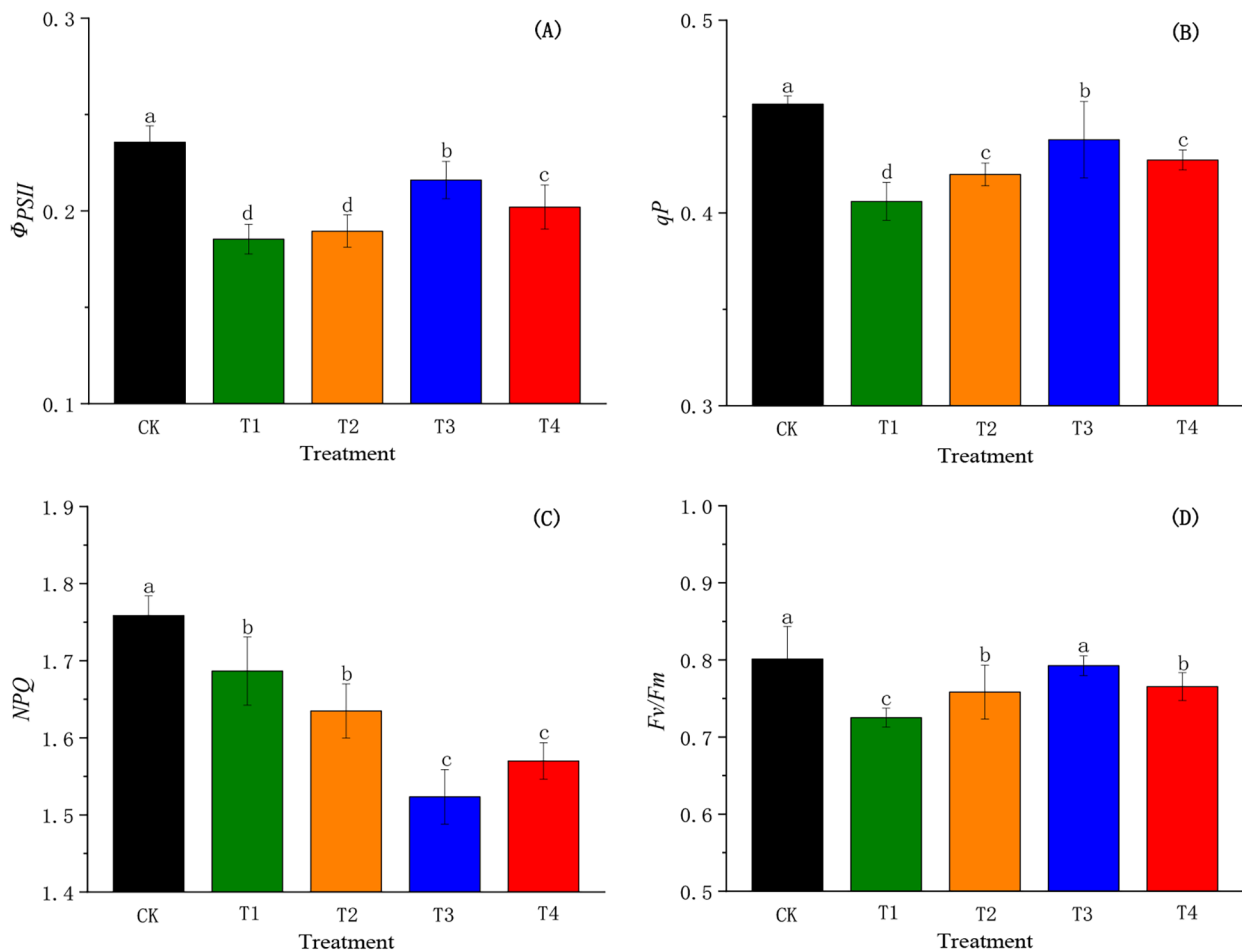 (A)
0.3
0.2
0.1
ΦPSII
a
d
d
b
c
CK T1 T2 T3 T4
Treatment
(B)
0.5
0.4
0.3
qP
a
d
c
b
c
CK T1 T2 T3 T4
Treatment
(C)
1.9
1.8
1.7
1.6
1.5
1.4
NPQ
a
b
b
c
c
CK T1 T2 T3 T4
Treatment
(D)
1.0
0.9
0.8
0.7
0.6
0.5
Fv/Fm
a
c
b
a
b
CK T1 T2 T3 T4
Treatment